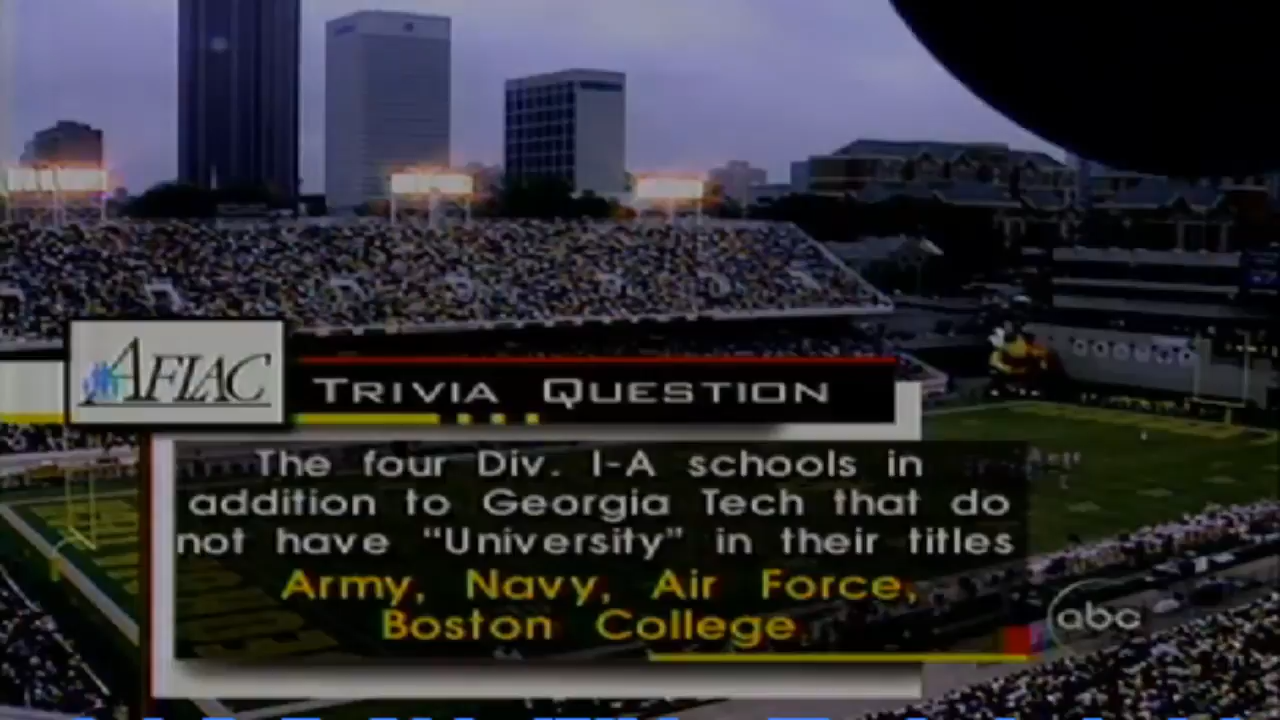 AFLAC
TRIVIA QUESTION
The four Div. I-A schools in
addition to Georgia Tech that do
not have "University" in their titles
Army, Navy, Air Force,
Boston College
abc